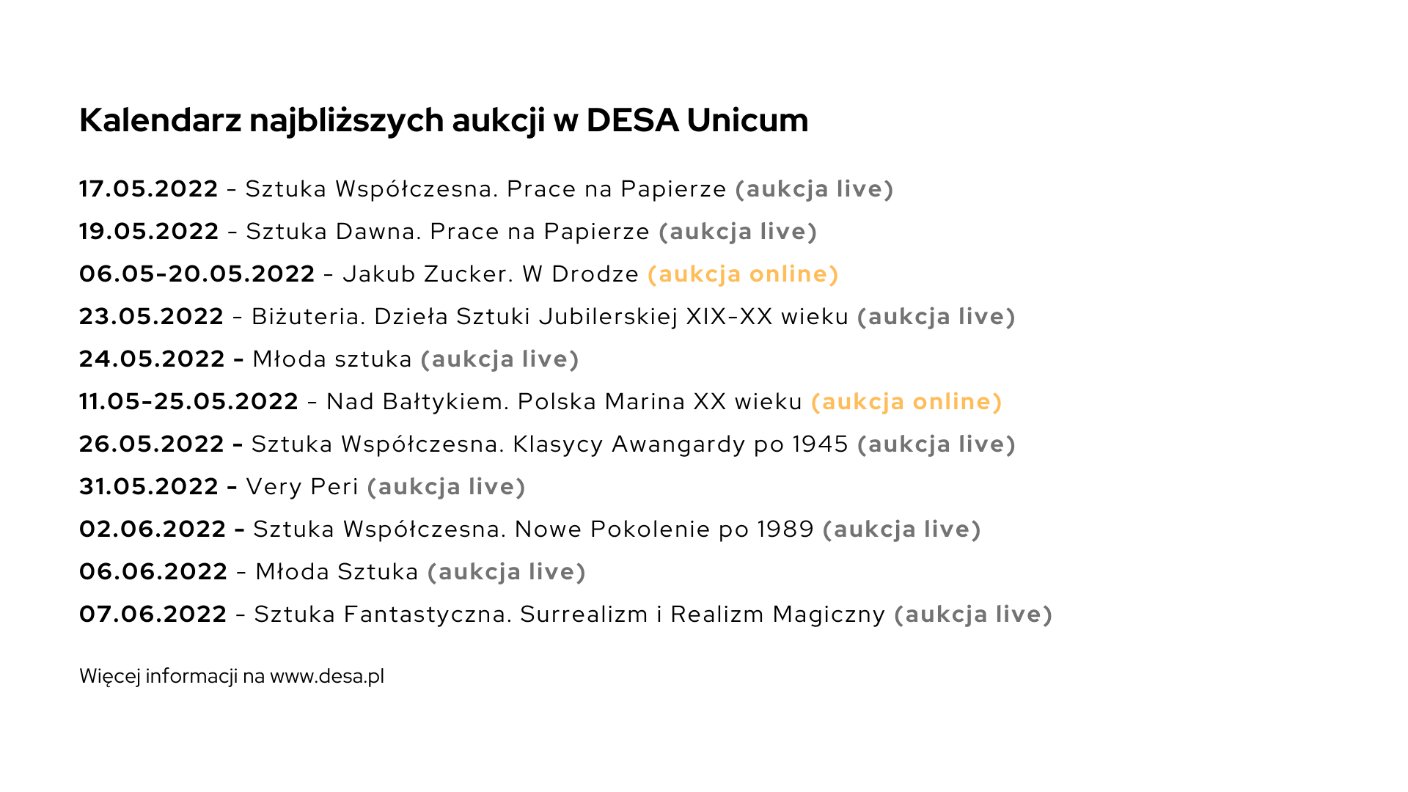 Kalendarz najbliższych aukcji w DESA Unicum
17.05.2022 - Sztuka Współczesna. Prace na Papierze (aukcja live)
19.05.2022 - Sztuka Dawna. Prace na Papierze (aukcja live)
06.05-20.05.2022 - Jakub Zucker. W Drodze (aukcja online)
23.05.2022 - Biżuteria. Dzieła Sztuki Jubilerskiej XIX-XX wieku (aukcja live)
24.05.2022 - Młoda sztuka (aukcja live)
11.05-25.05.2022 - Nad Bałtykiem. Polska Marina XX wieku (aukcja online)
26.05.2022 - Sztuka Współczesna. Klasycy Awangardy po 1945 (aukcja live)
31.05.2022 - Very Peri (aukcja live)
02.06.2022 - Sztuka Współczesna. Nowe Pokolenie po 1989 (aukcja live)
06.06.2022 - Młoda Sztuka (aukcja live)
07.06.2022 - Sztuka Fantastyczna. Surrealizm i Realizm Magiczny (aukcja live)
Więcej informacji na www.desa.pl